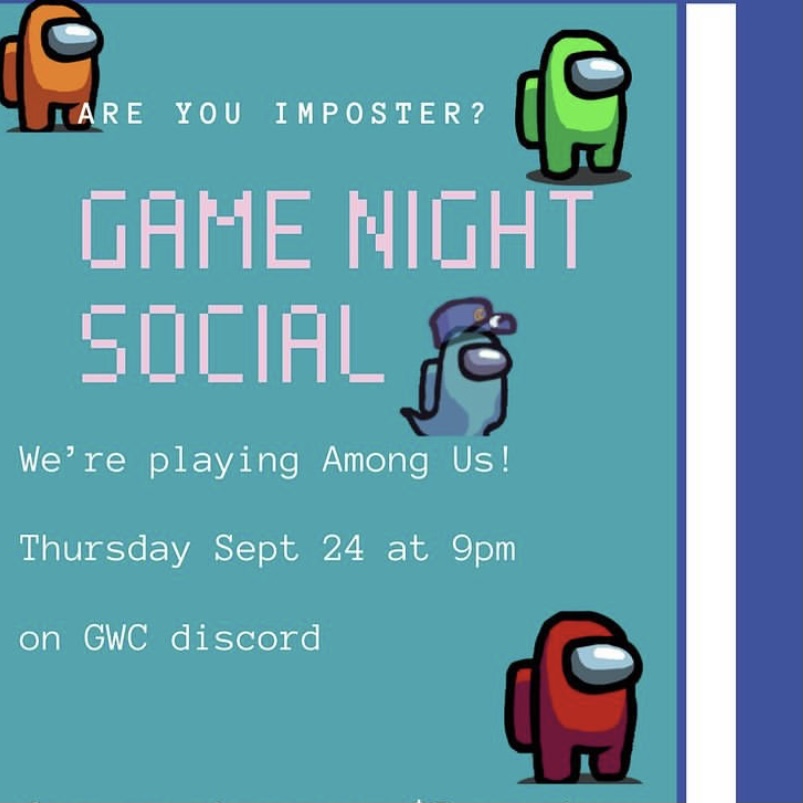 ARE YOU IMPOSTER?
GAME NIGHT
SOCIAL
We’re playing Among Us!
Thursday Sept 24 at 9pm
on GWC discord